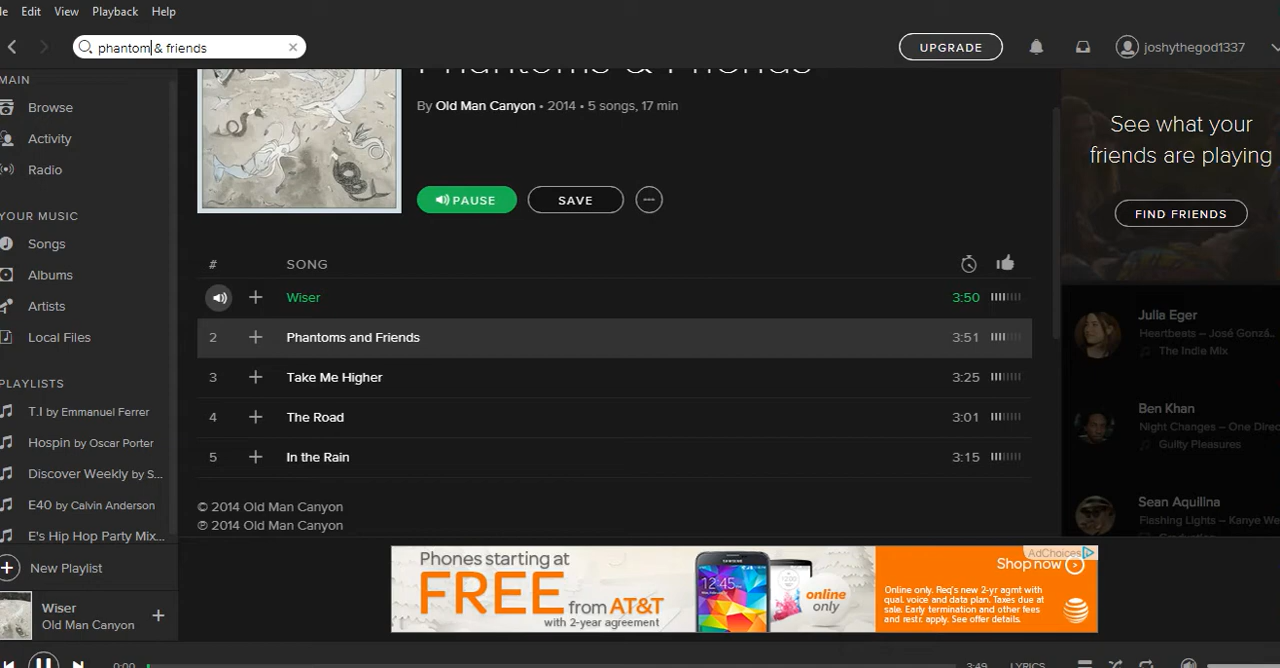 le Edit View Playback Help
phantom & friends
UPGRADE
joshythegod1337
MAIN
Browse
Activity
Radio
YOUR MUSIC
Songs
Albums
Artists
Local Files
PLAYLISTS
T.I by Emmanuel Ferrer
Hospin by Oscar Porter
Discover Weekly by S...
E40 by Calvin Anderson
E's Hip Hop Party Mix...
New Playlist
Wiser
Old Man Canyon
Phantoms & Friends
By Old Man Canyon • 2014 • 5 songs, 17 min
PAUSE SAVE
# SONG
Wiser 3:50
2 Phantoms and Friends 3:51
3 Take Me Higher 3:25
4 The Road 3:01
5 In the Rain 3:15
© 2014 Old Man Canyon
℗ 2014 Old Man Canyon
See what your
friends are playing
FIND FRIENDS
Julia Eger
Heartbeats – José Gonzá..
The Indie Mix
Ben Khan
Night Changes – One Direc
Guilty Pleasures
Sean Aquilina
Flashing Lights – Kanye We
Graduation
Phones starting at
FREE from AT&T
with 2-year agreement
12:45
online
only
AdChoices
Shop now
Online only. Req's new 2-yr agmt with
qual. voice and data plan. Taxes due at
sale. Early termination and other fees
and restr. apply. See offer details.
AT&T
0:00 3:49 LYRICS